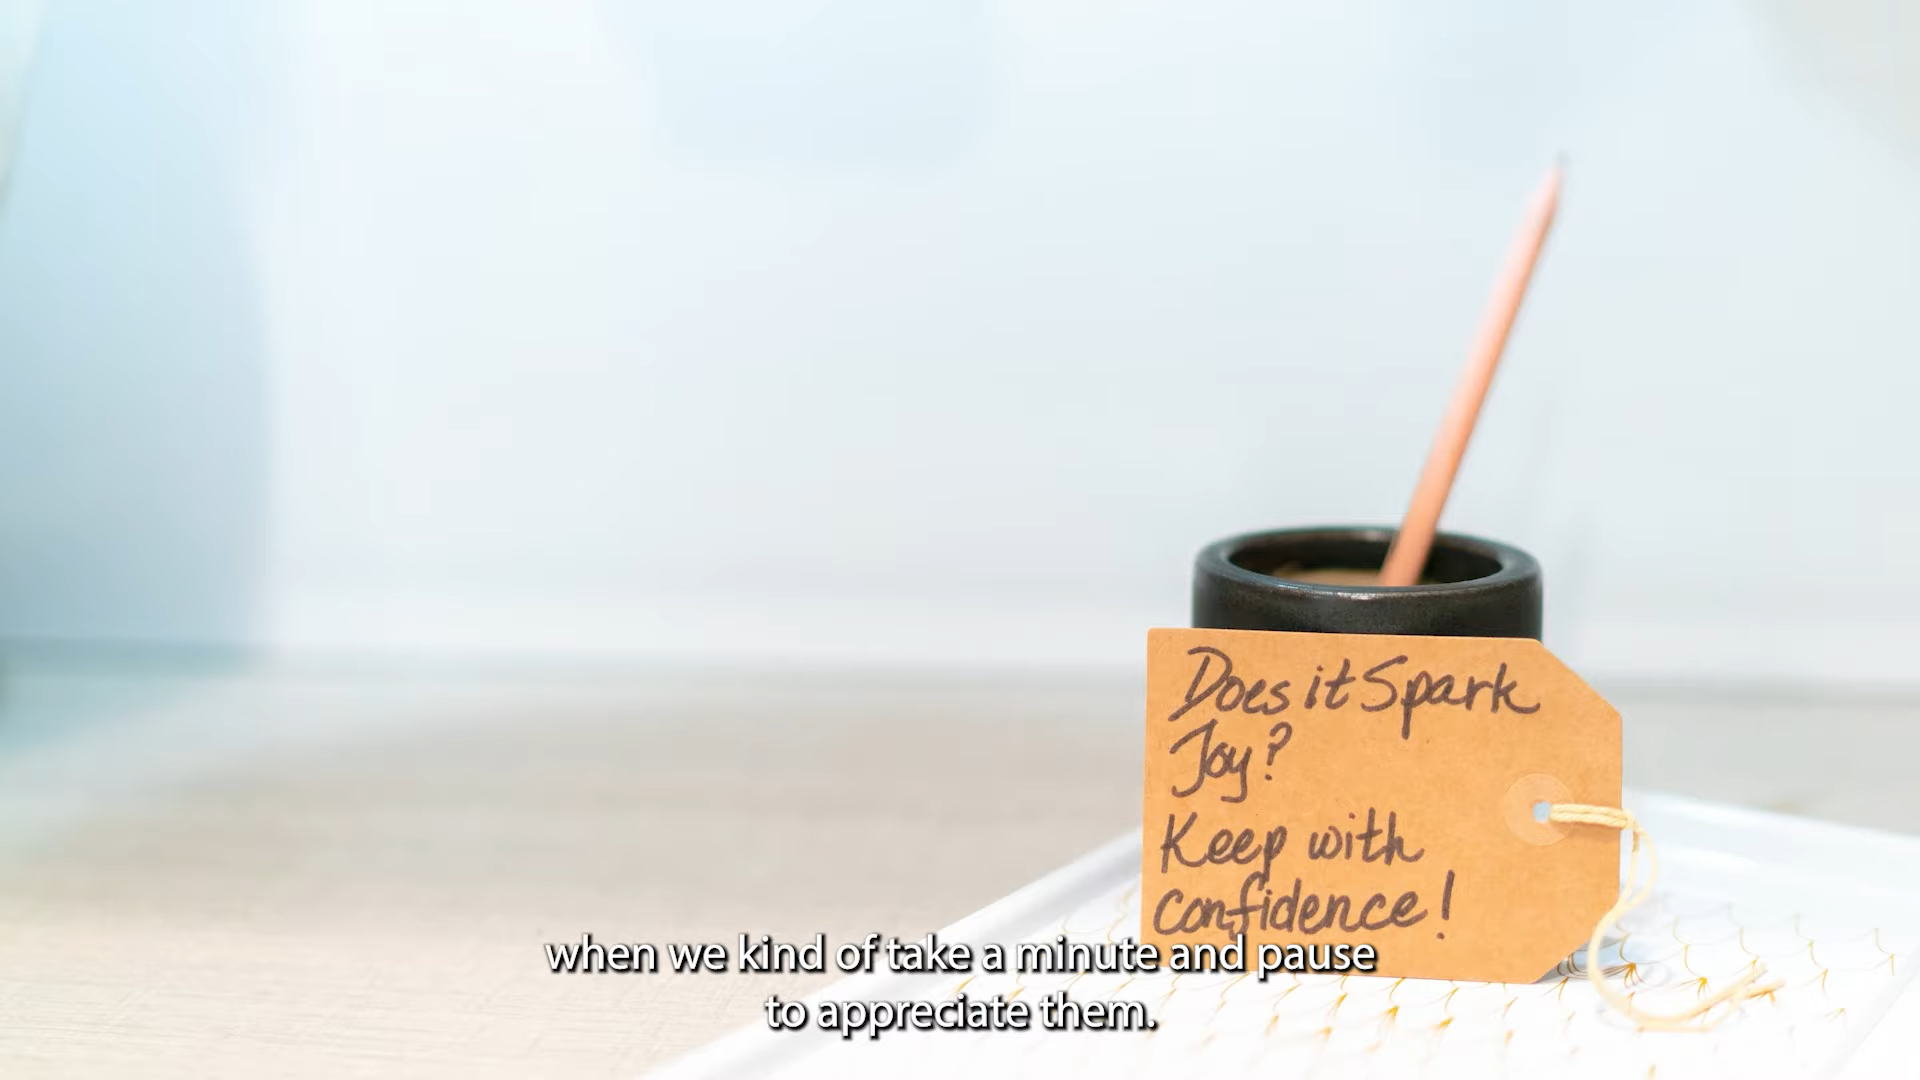 Does it Spark
Joy?
Keep with
confidence!
when we kind of take a minute and pause
to appreciate them.